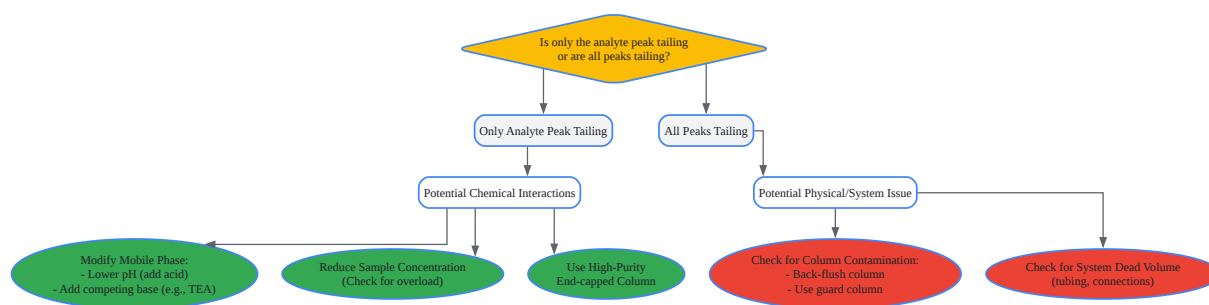 Is only the analyte peak tailing
or are all peaks tailing?
Only Analyte Peak Tailing
All Peaks Tailing
Potential Chemical Interactions
Potential Physical/System Issue
Modify Mobile Phase:
- Lower pH (add acid)
- Add competing base (e.g., TEA)
Reduce Sample Concentration
(Check for overload)
Use High-Purity
End-capped Column
Check for Column Contamination:
- Back-flush column
- Use guard column
Check for System Dead Volume
(tubing, connections)